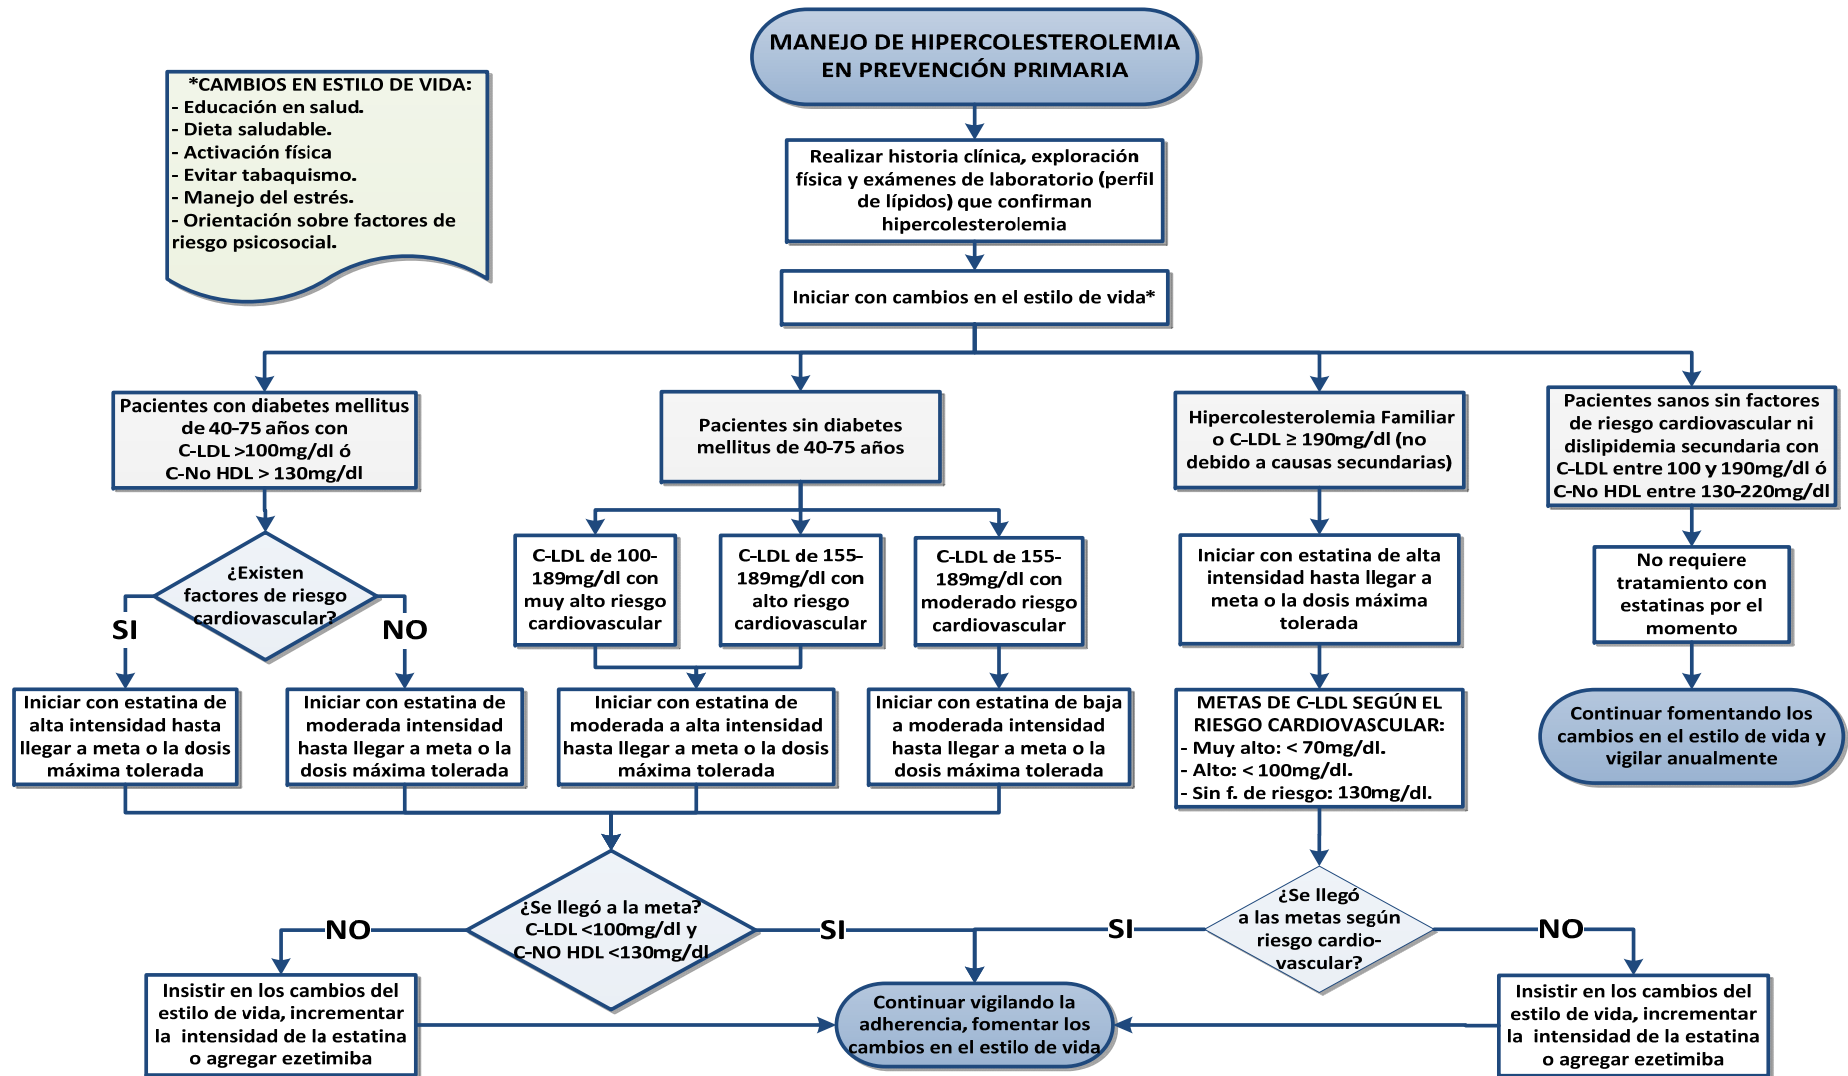 MANEJO DE HIPERCOLESTEROLEMIA
EN PREVENCIÓN PRIMARIA
*CAMBIOS EN ESTILO DE VIDA:
- Educación en salud.
- Dieta saludable.
- Activación física
- Evitar tabaquismo.
- Manejo del estrés.
- Orientación sobre factores de
riesgo psicosocial.
Realizar historia clínica, exploración
física y exámenes de laboratorio (perfil
de lípidos) que confirman
hipercolesterolemia
Iniciar con cambios en el estilo de vida*
Pacientes con diabetes mellitus
de 40-75 años con
C-LDL >100mg/dl ó
C-No HDL > 130mg/dl
Pacientes sin diabetes
mellitus de 40-75 años
Hipercolesterolemia Familiar
o C-LDL ≥ 190mg/dl (no
debido a causas secundarias)
Pacientes sanos sin factores
de riesgo cardiovascular ni
dislipidemia secundaria con
C-LDL entre 100 y 190mg/dl ó
C-No HDL entre 130-220mg/dl
¿Existen
factores de riesgo
cardiovascular?
SI
NO
C-LDL de 100-
189mg/dl con
muy alto riesgo
cardiovascular
C-LDL de 155-
189mg/dl con
alto riesgo
cardiovascular
C-LDL de 155-
189mg/dl con
moderado riesgo
cardiovascular
Iniciar con estatina de alta
intensidad hasta llegar a
meta o la dosis máxima
tolerada
No requiere
tratamiento con
estatinas por el
momento
Iniciar con estatina de
alta intensidad hasta
llegar a meta o la dosis
máxima tolerada
Iniciar con estatina de
moderada intensidad
hasta llegar a meta o la
dosis máxima tolerada
Iniciar con estatina de
moderada a alta intensidad
hasta llegar a meta o la dosis
máxima tolerada
Iniciar con estatina de baja
a moderada intensidad
hasta llegar a meta o la
dosis máxima tolerada
METAS DE C-LDL SEGÚN EL
RIESGO CARDIOVASCULAR:
- Muy alto: < 70mg/dl.
- Alto: < 100mg/dl.
- Sin f. de riesgo: 130mg/dl.
Continuar fomentando los
cambios en el estilo de vida y
vigilar anualmente
¿Se llegó a la meta?
C-LDL <100mg/dl y
C-NO HDL <130mg/dl
NO
SI
¿Se llegó
a las metas según
riesgo cardio-
vascular?
SI
NO
Insistir en los cambios del
estilo de vida, incrementar
la intensidad de la estatina
o agregar ezetimiba
Continuar vigilando la
adherencia, fomentar los
cambios en el estilo de vida
Insistir en los cambios del
estilo de vida, incrementar
la intensidad de la estatina
o agregar ezetimiba